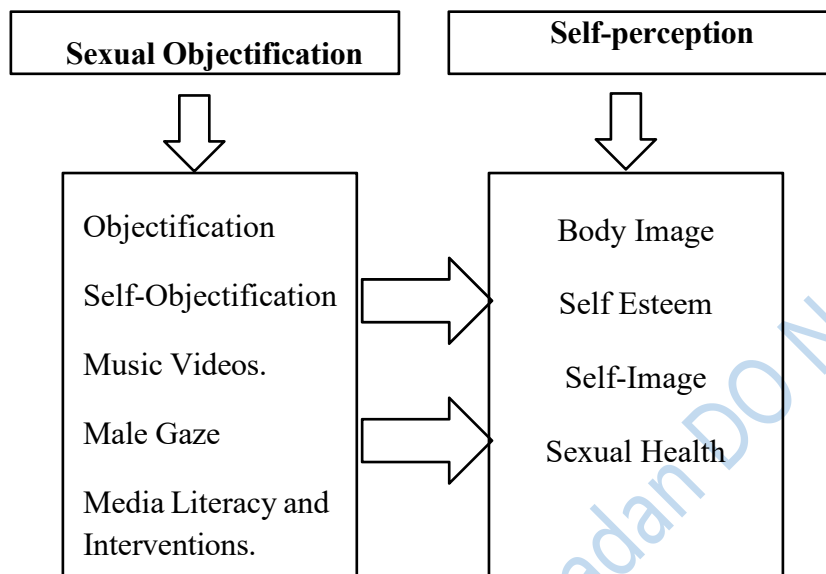 Sexual Objectification
Self-perception
Objectification
Self-Objectification
Music Videos.
Male Gaze
Media Literacy and
Interventions.
Body Image
Self Esteem
Self-Image
Sexual Health
DO